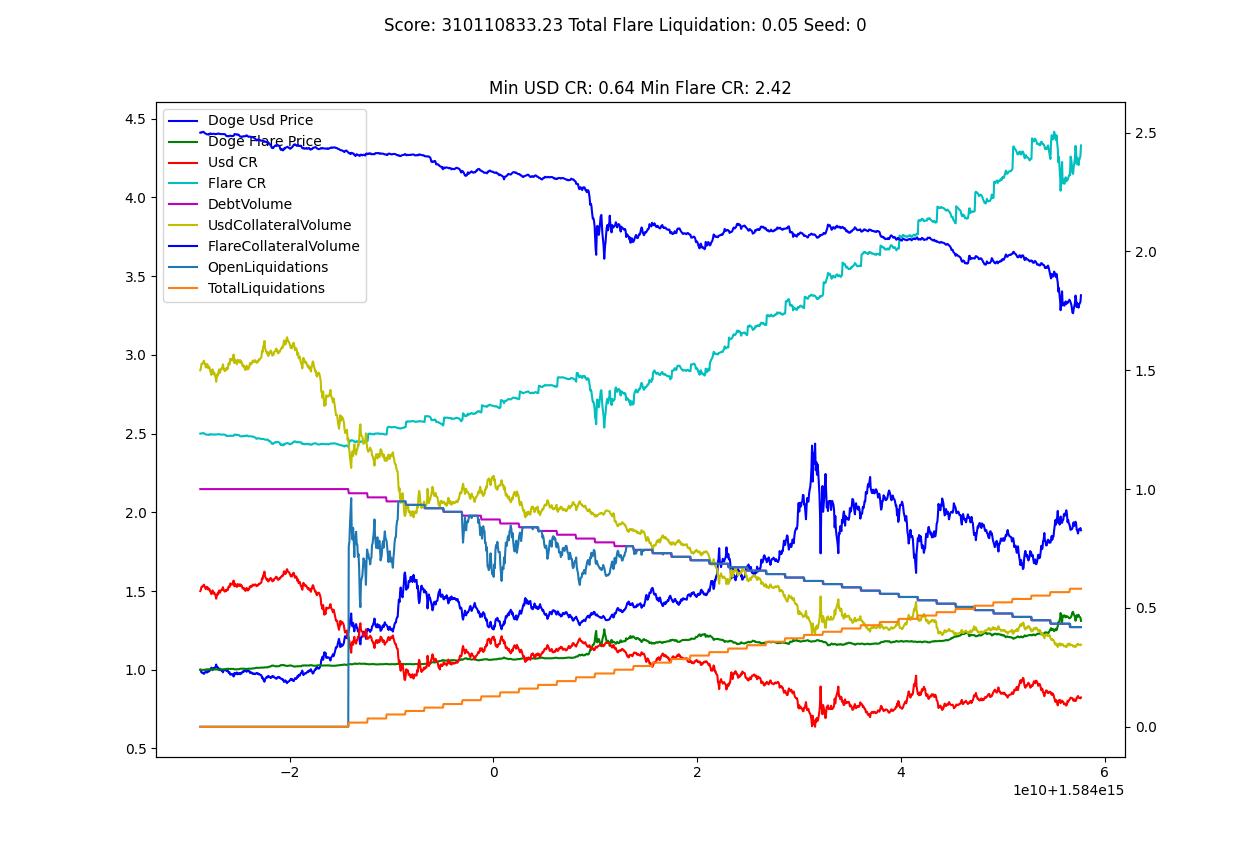 Score: 310110833.23 Total Flare Liquidation: 0.05 Seed: 0
Min USD CR: 0.64 Min Flare CR: 2.42
Doge Usd Price
Doge Flare Price
Usd CR
Flare CR
DebtVolume
UsdCollateralVolume
FlareCollateralVolume
OpenLiquidations
TotalLiquidations
4.5
4.0
3.5
3.0
2.5
2.0
1.5
1.0
0.5
2.5
2.0
1.5
1.0
0.5
0.0
−2
0
2
4
6
1e10+1.584e15